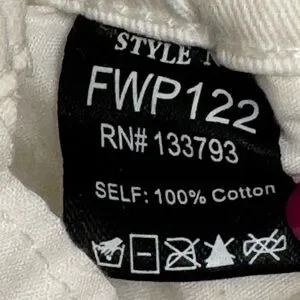 STYLE N
FWP122
RN# 133793
SELF: 100% Cotton